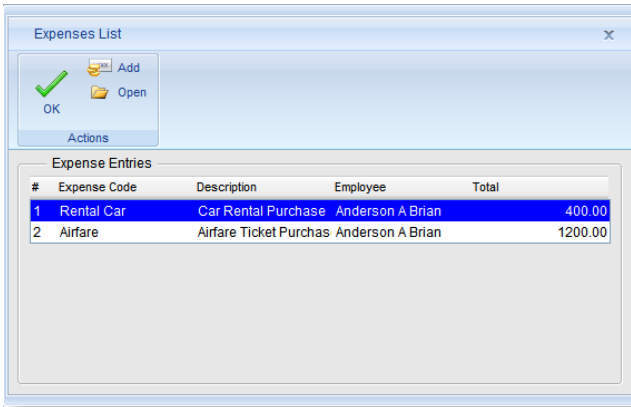 Expenses List x
Add
Open
OK
Actions
Expense Entries
# Expense Code Description Employee Total
1 Rental Car Car Rental Purchase Anderson A Brian 400.00
2 Airfare Airfare Ticket Purchas Anderson A Brian 1200.00